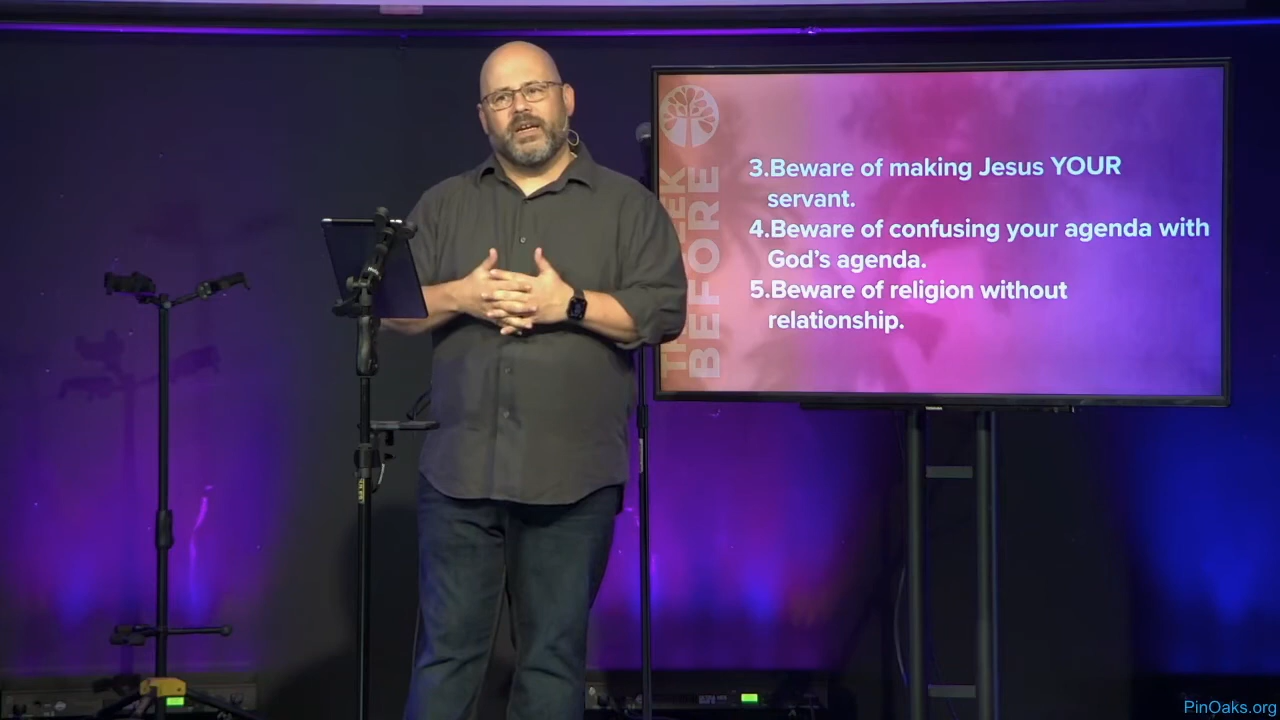 3.Beware of making Jesus YOUR
servant.
4.Beware of confusing your agenda with
God's agenda.
5.Beware of religion without
relationship.
BEFORE
PinOaks.org